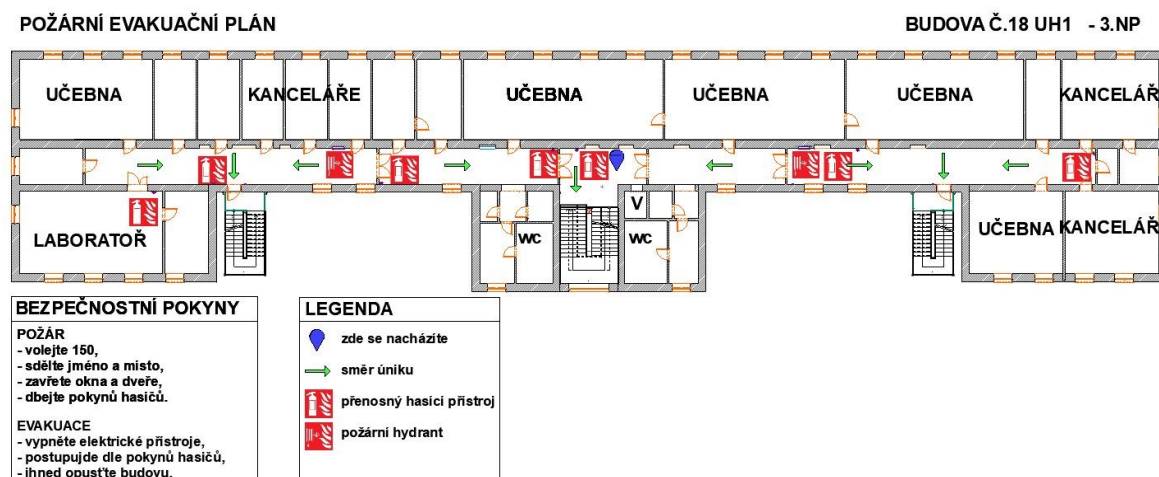 POŽÁRNÍ EVAKUAČNÍ PLÁN
BUDOVA Č.18 UH1 - 3.NP
UČEBNA
KANCELÁŘE
UČEBNA
UČEBNA
UČEBNA
KANCELÁŘ
LABORATOŘ
WC
V
WC
UČEBNA
KANCELÁŘ
BEZPEČNOSTNÍ POKYNY
POŽÁR
- volejte 150,
- sdělte jméno a místo,
- zavřete okna a dveře,
- dbejte pokynů hasičů.
EVAKUACE
- vypněte elektrické přístroje,
- postupujde dle pokynů hasičů,
- ihned opusťte budovu.
LEGENDA
zde se nacházíte
směr úniku
přenosný hasicí přístroj
požární hydrant